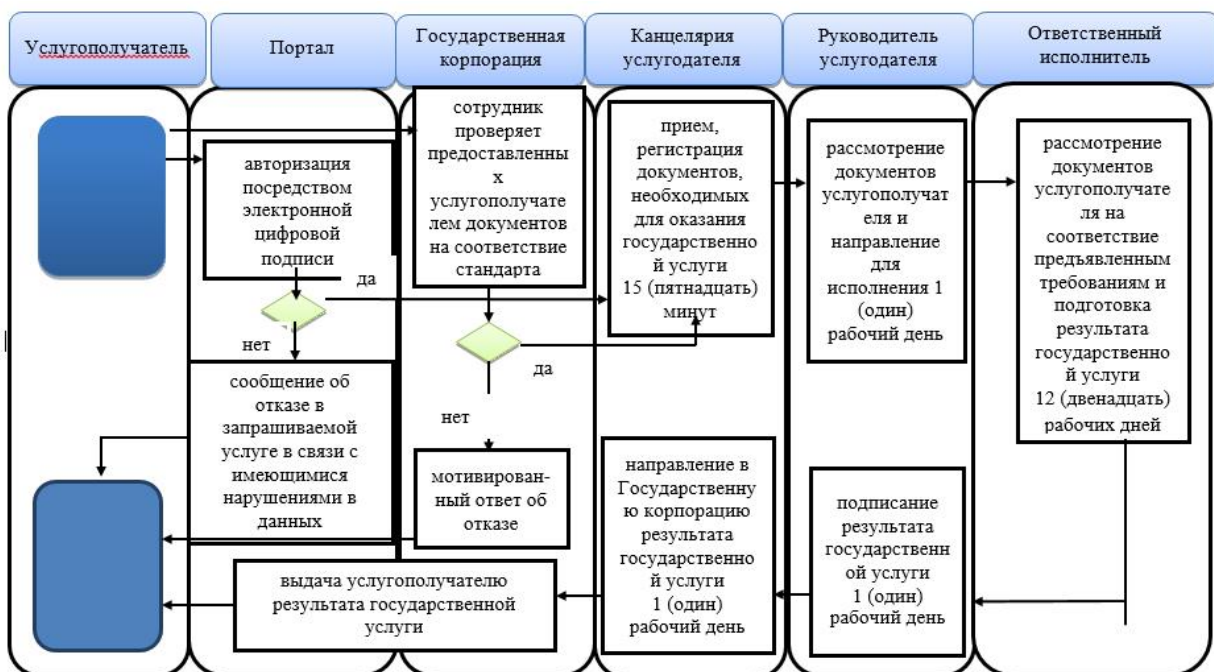 Услугополучатель
Портал
Государственная
корпорация
Канцелярия
услугодателя
Руководитель
услугодателя
Ответственный
исполнитель
авторизация
посредством
электронной
цифровой
подписи
да
нет
сообщение об
отказе в
запрашиваемой
услуге в связи с
имеющимися
нарушениями в
данных
сотрудник
проверяет
предоставленны
х
услугополучате
лем документов
на соответствие
стандарта
да
нет
мотивирован-
ный ответ об
отказе
выдача услугополучателю
результата государственной
услуги
прием,
регистрация
документов,
необходимых
для оказания
государственно
й услуги
15 (пятнадцать)
минут
направление в
Государственну
ю корпорацию
результата
государственно
й услуги
1 (один)
рабочий день
рассмотрение
документов
услугополучат
еля и
направление
для
исполнения 1
(один)
рабочий день
подписание
результата
государствен
ой услуги
1 (один)
рабочий день
рассмотрение
документов
услугополучате
ля на
соответствие
предъявленным
требованиям и
подготовка
результата
государственно
й услуги
12 (двенадцать)
рабочих дней